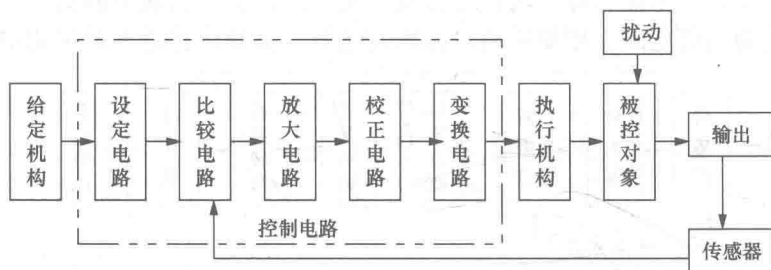 扰动
给定机构
设定电路
比较电路
放大电路
校正电路
变换电路
执行机构
被控对象
输出
控制电路
传感器